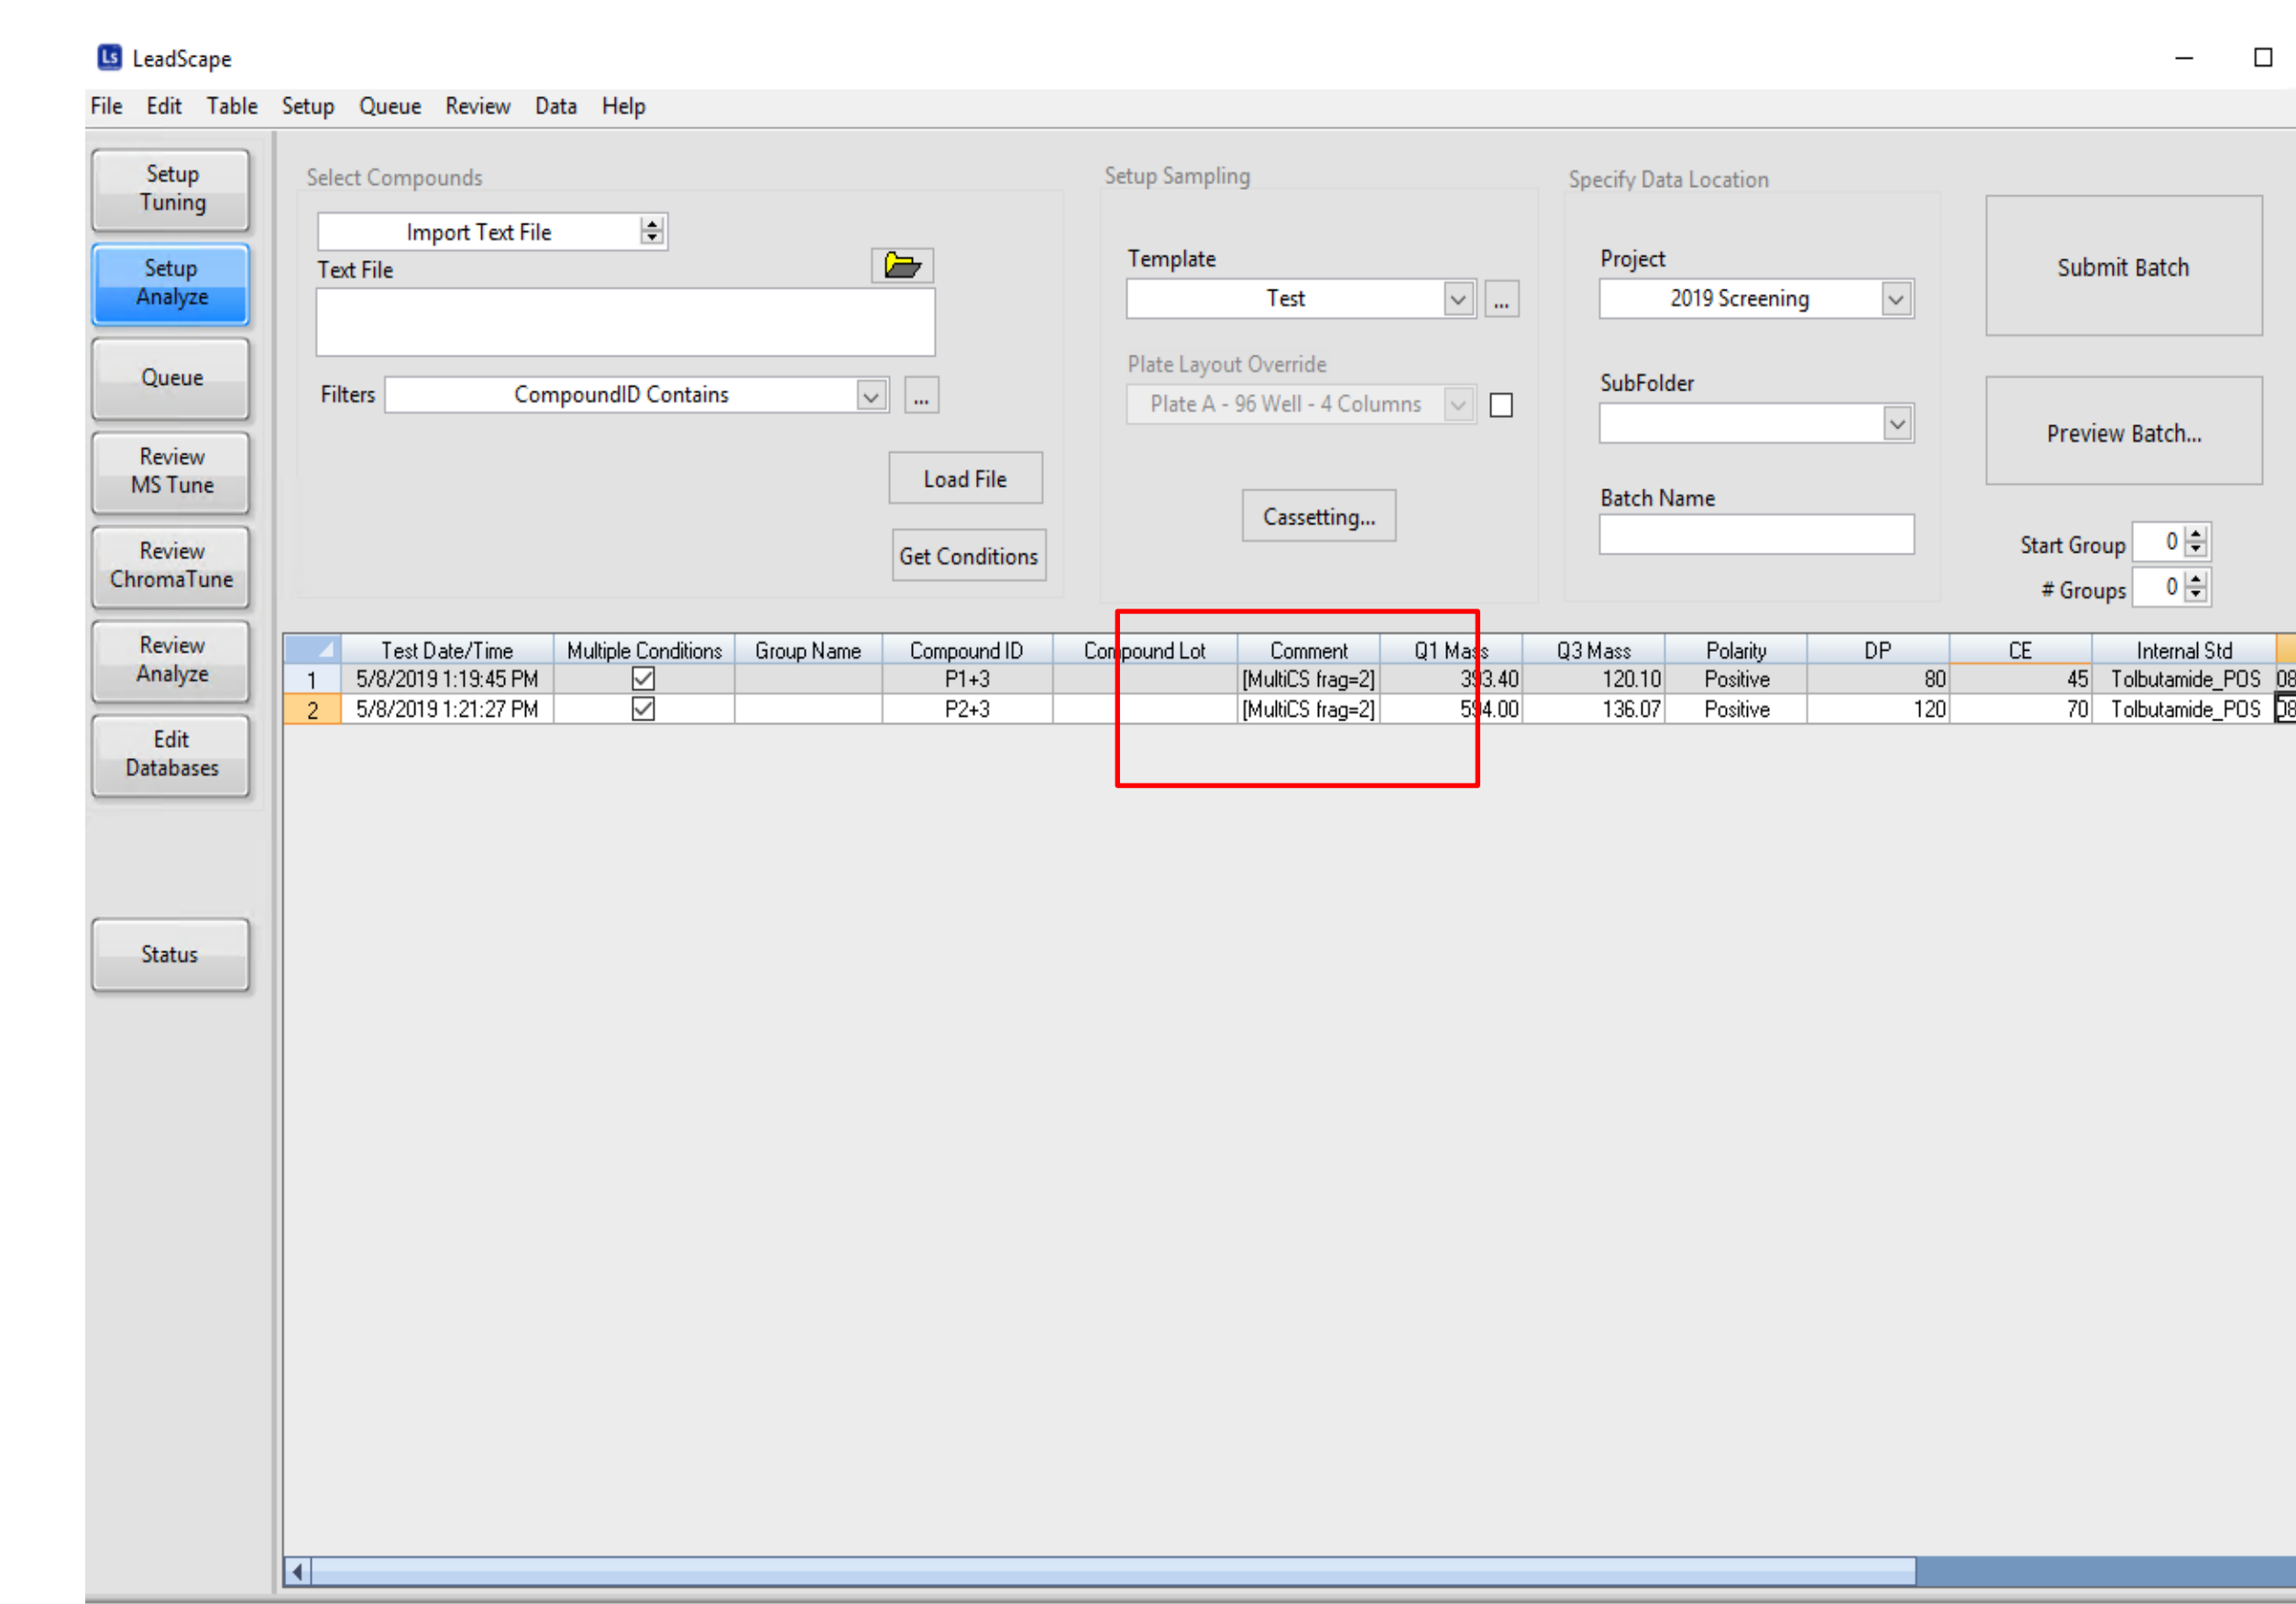 Ls LeadScape
File Edit Table Setup Queue Review Data Help
Setup
Tuning
Setup
Analyze
Queue
Review
MS Tune
Review
ChromaTune
Review
Analyze
Edit
Databases
Status
Select Compounds
Import Text File
Text File
Filters CompoundID Contains ...
Load File
Get Conditions
Setup Sampling
Template
Test ...
Plate Layout Override
Plate A - 96 Well - 4 Columns
Cassetting...
Specify Data Location
Project
2019 Screening
SubFolder
Batch Name
Submit Batch
Preview Batch...
Start Group 0
# Groups 0
Test Date/Time Multiple Conditions Group Name Compound ID Compound Lot Comment Q1 Mass Q3 Mass Polarity DP CE Internal Std
1 5/8/2019 1:19:45 PM P1+3 [MultiCS frag=2] 393.40 120.10 Positive 80 45 Tolbutamide_POS 08
2 5/8/2019 1:21:27 PM P2+3 [MultiCS frag=2] 594.00 136.07 Positive 120 70 Tolbutamide_POS 08